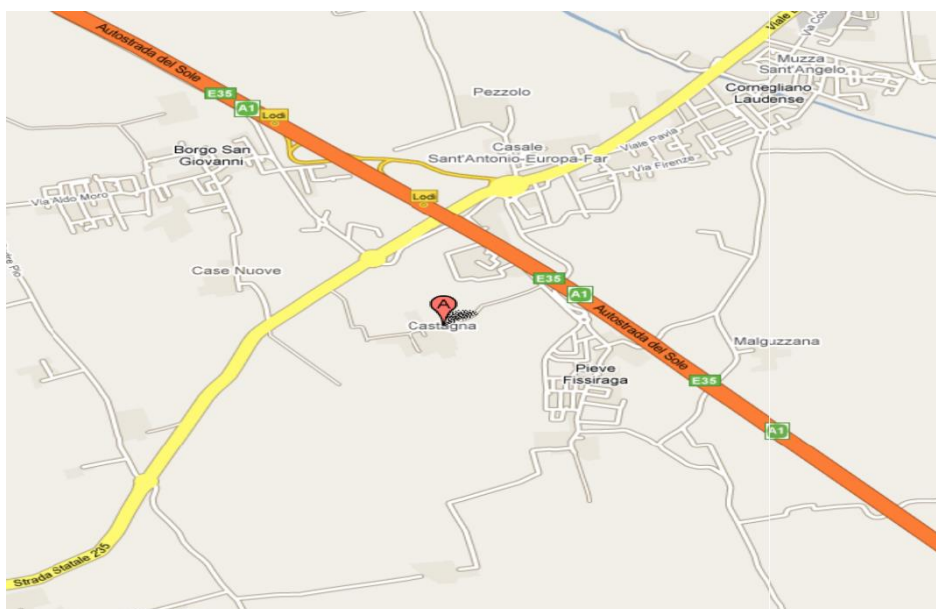 Autostrada del Sole
E35
A1
Lodi
Pezzolo
Muzza
Sant'Angelo
Cornegliano
Laudense
Viale Pavia
Via Firenze
Casale
Sant'Antonio-Europa-Far
Borgo San
Giovanni
Via Aldo Moro
Lodi
Case Nuove
E35
A1
Autostrada del Sole
A
Castagna
Malguzzana
Pieve
Fissiraga
E35
A1
Strada Statale 235